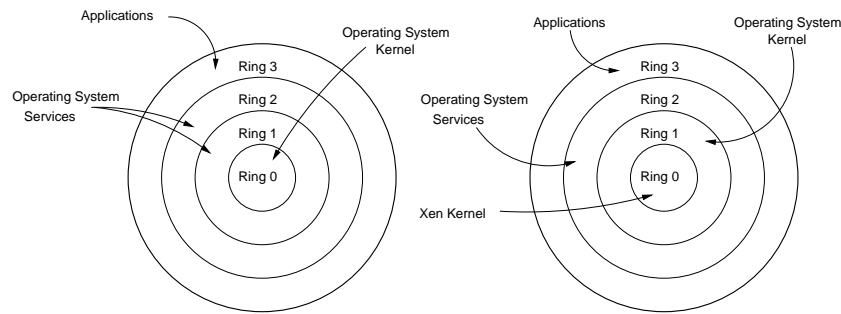 Applications
Operating System
Kernel
Ring 3
Operating System
Services
Ring 2
Ring 1
Ring 0
Applications
Operating System
Kernel
Ring 3
Operating System
Services
Ring 2
Ring 1
Ring 0
Xen Kernel